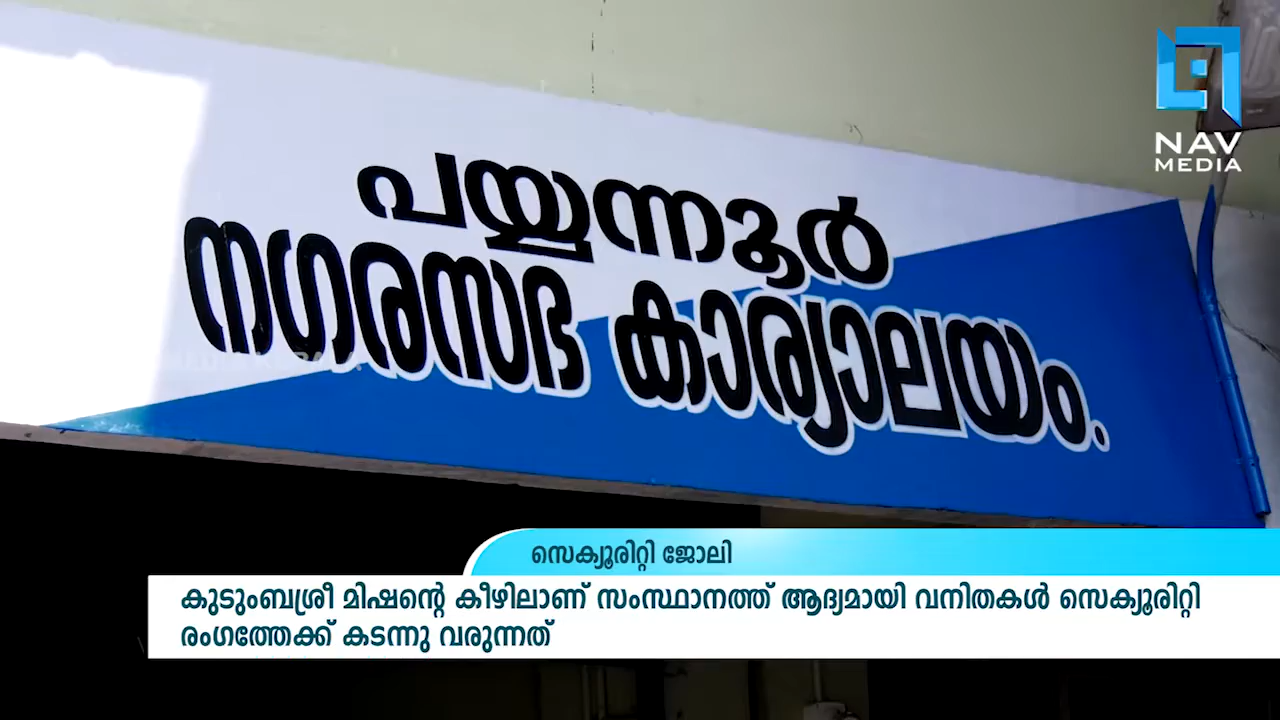 NAV
MEDIA
പയ്യന്നൂർ
നഗരസഭ കാര്യാലയം.
സെക്യൂരിറ്റി ജോലി
കുടുംബശ്രീ മിഷന്റെ കീഴിലാണ് സംസ്ഥാനത്ത് ആദ്യമായി വനിതകൾ സെക്യൂരിറ്റി
രംഗത്തേക്ക് കടന്നു വരുന്നത്